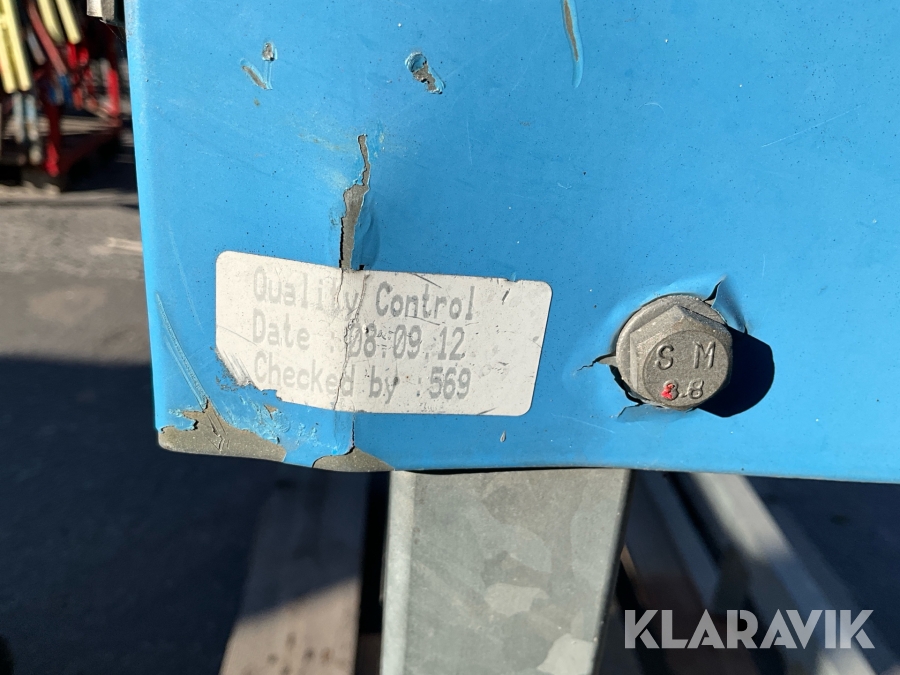 Quality Control
Date 08.09.12
Checked by 569
S M
8.8
KLARAVIK